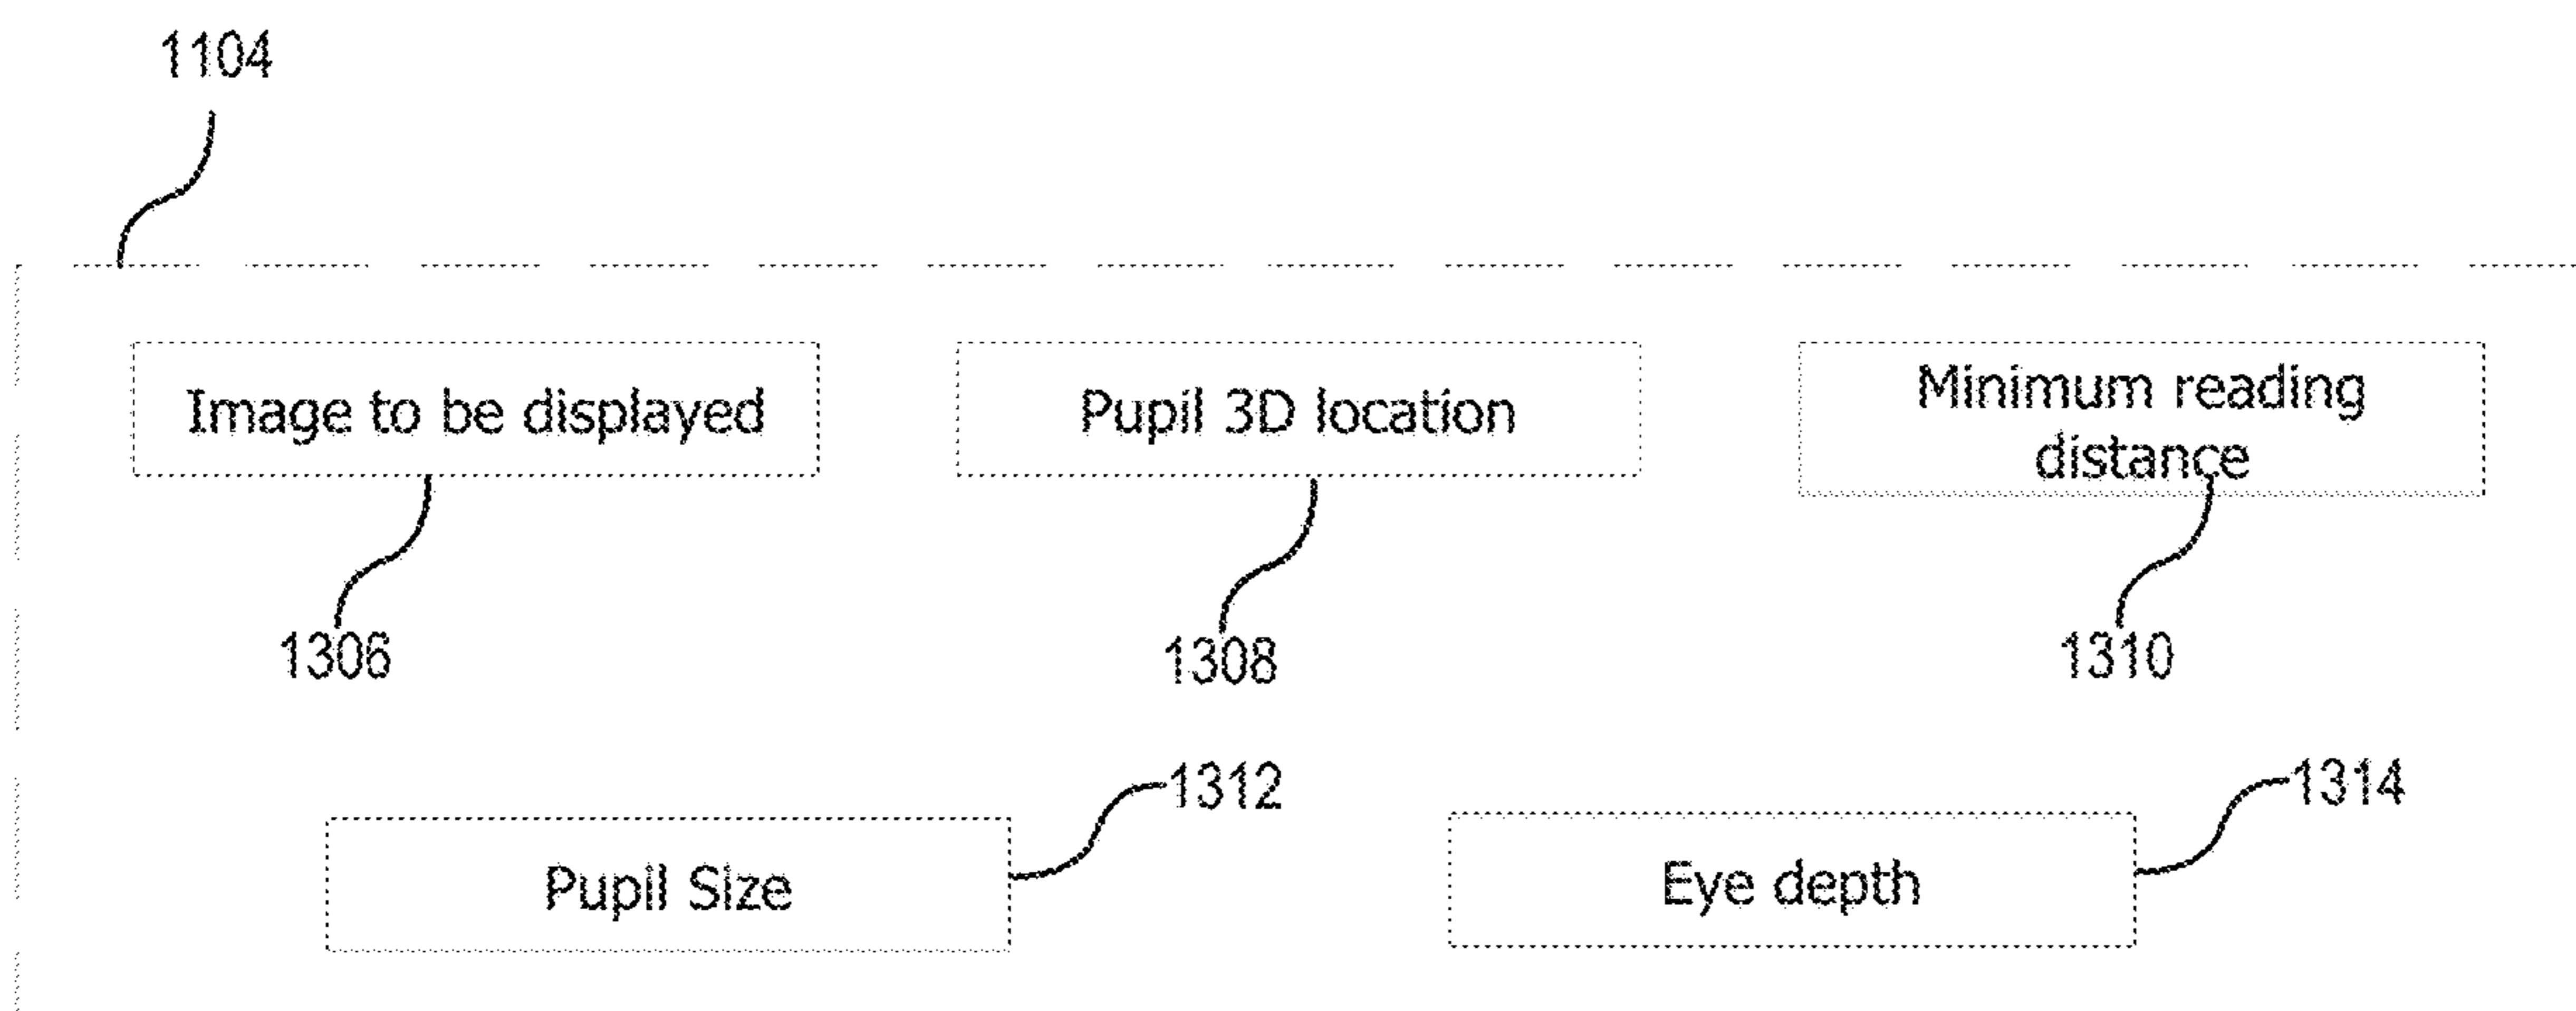 1104
Image to be displayed
Pupil 3D location
Minimum reading
distance
1306
1308
1310
1312
1314
Pupil Size
Eye depth